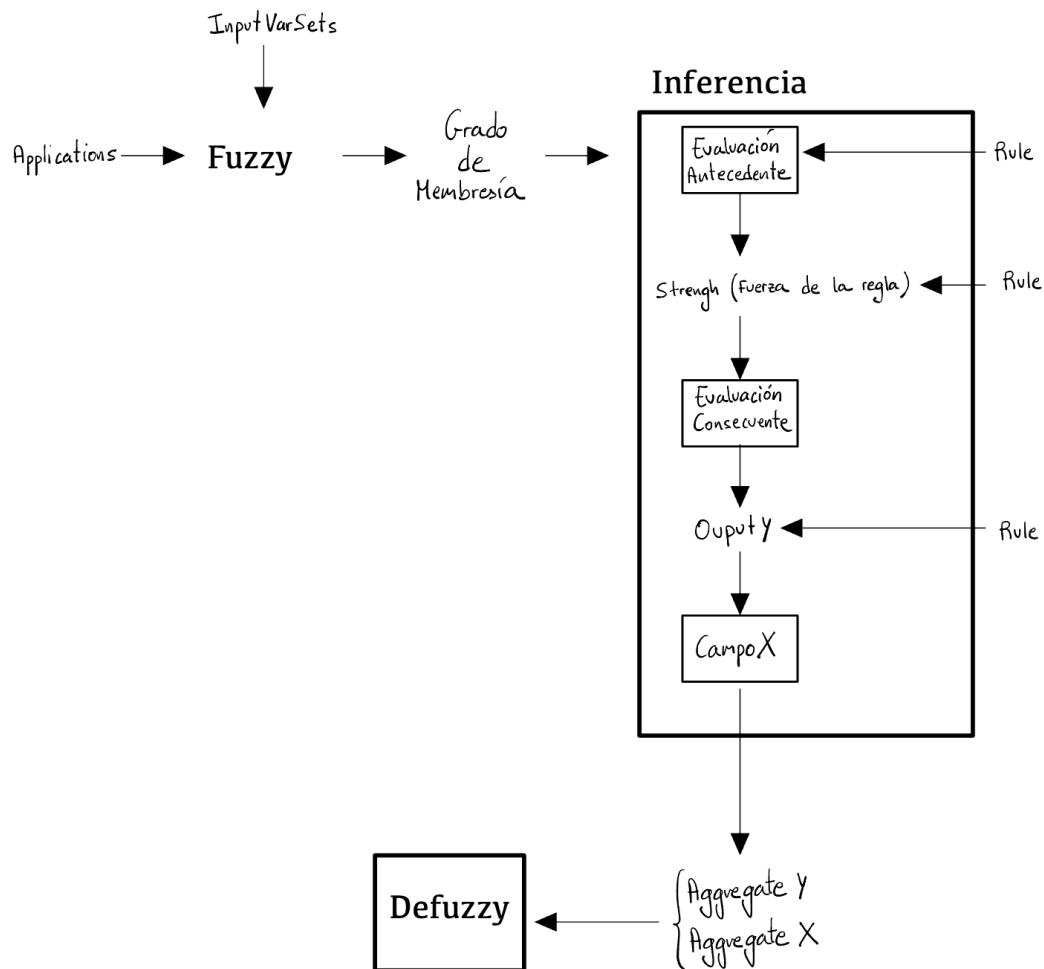 InputVarSets
Applications
Fuzzy
Grado
de
Membresía
Inferencia
Evaluación
Antecedente
Rule
Strengh (Fuerza de la regla)
Rule
Evaluación
Consecuente
Ouput Y
Rule
Campo X
Aggregate Y
Aggregate X
Defuzzy